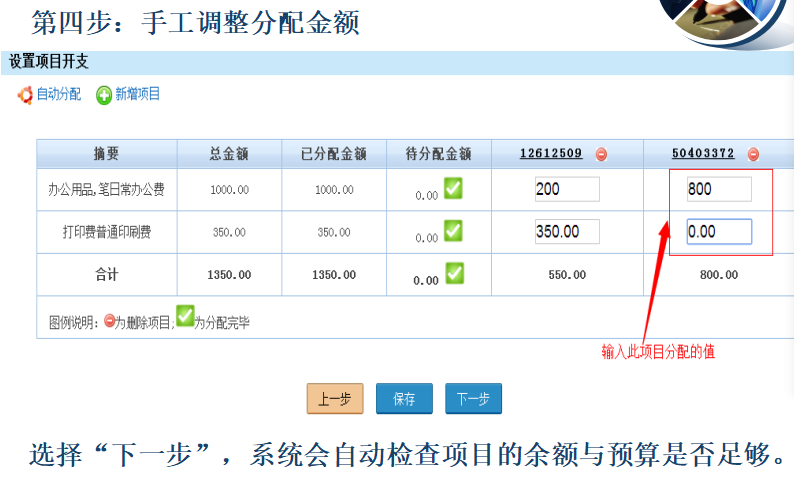 第四步：手工调整分配金额
设置项目开支
自动分配 新增项目
摘要 总金额 已分配金额 待分配金额 12612509 50403372
办公用品,笔日常办公费 1000.00 1000.00 0.00 200 800
打印费普通印刷费 350.00 350.00 0.00 350.00 0.00
合计 1350.00 1350.00 0.00 550.00 800.00
图例说明: 为删除项目; 为分配完毕
输入此项目分配的值
上一步 保存 下一步
选择“下一步”，系统会自动检查项目的余额与预算是否足够。